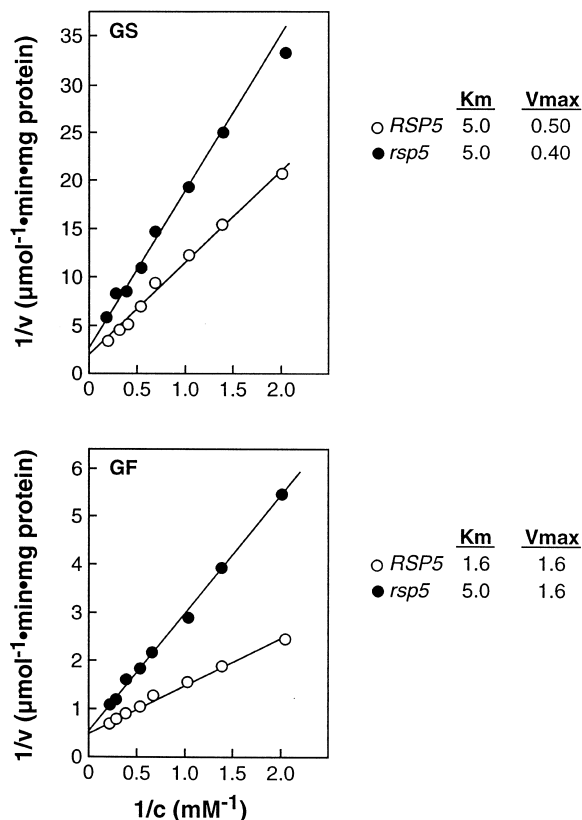 GS
35
30
25
20
15
10
5
0
1/v (μmol⁻¹•min•mg protein)
0 0.5 1.0 1.5 2.0
Km Vmax
○ RSP5 5.0 0.50
● rsp5 5.0 0.40
GF
6
5
4
3
2
1
0
1/v (μmol⁻¹•min•mg protein)
0 0.5 1.0 1.5 2.0
1/c (mM⁻¹)
Km Vmax
○ RSP5 1.6 1.6
● rsp5 5.0 1.6